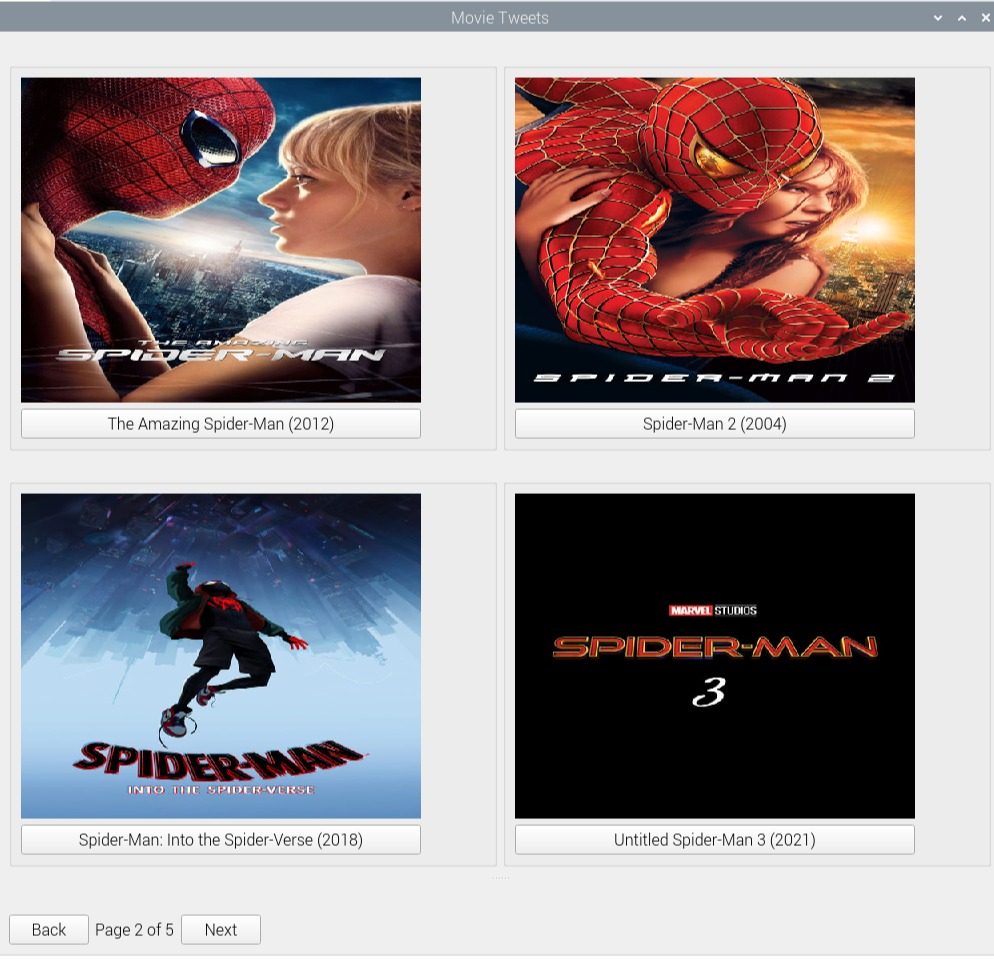 Movie Tweets
THE AMAZING
SPIDER-MAN
The Amazing Spider-Man (2012)
SPIDER-MAN 2
Spider-Man 2 (2004)
SPIDER-MAN
INTO THE SPIDER-VERSE
Spider-Man: Into the Spider-Verse (2018)
MARVEL STUDIOS
SPIDER-MAN
3
Untitled Spider-Man 3 (2021)
Back Page 2 of 5 Next